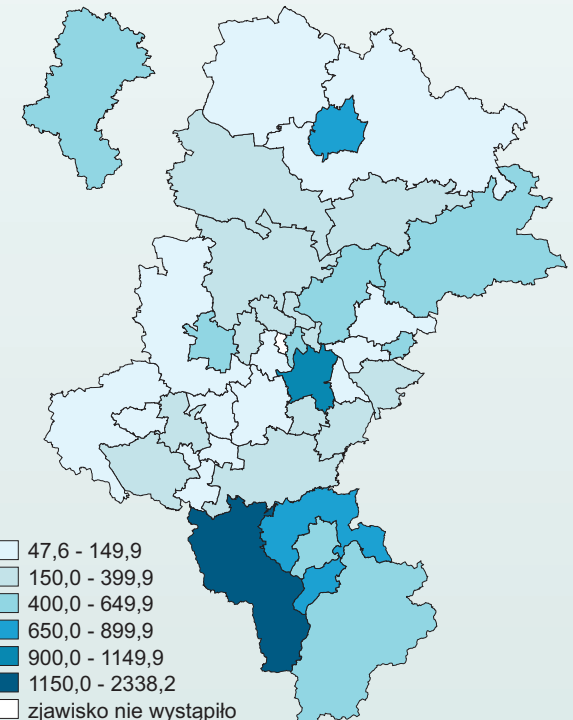 47,6 - 149,9
150,0 - 399,9
400,0 - 649,9
650,0 - 899,9
900,0 - 1149,9
1150,0 - 2338,2
zjawisko nie wystąpiło